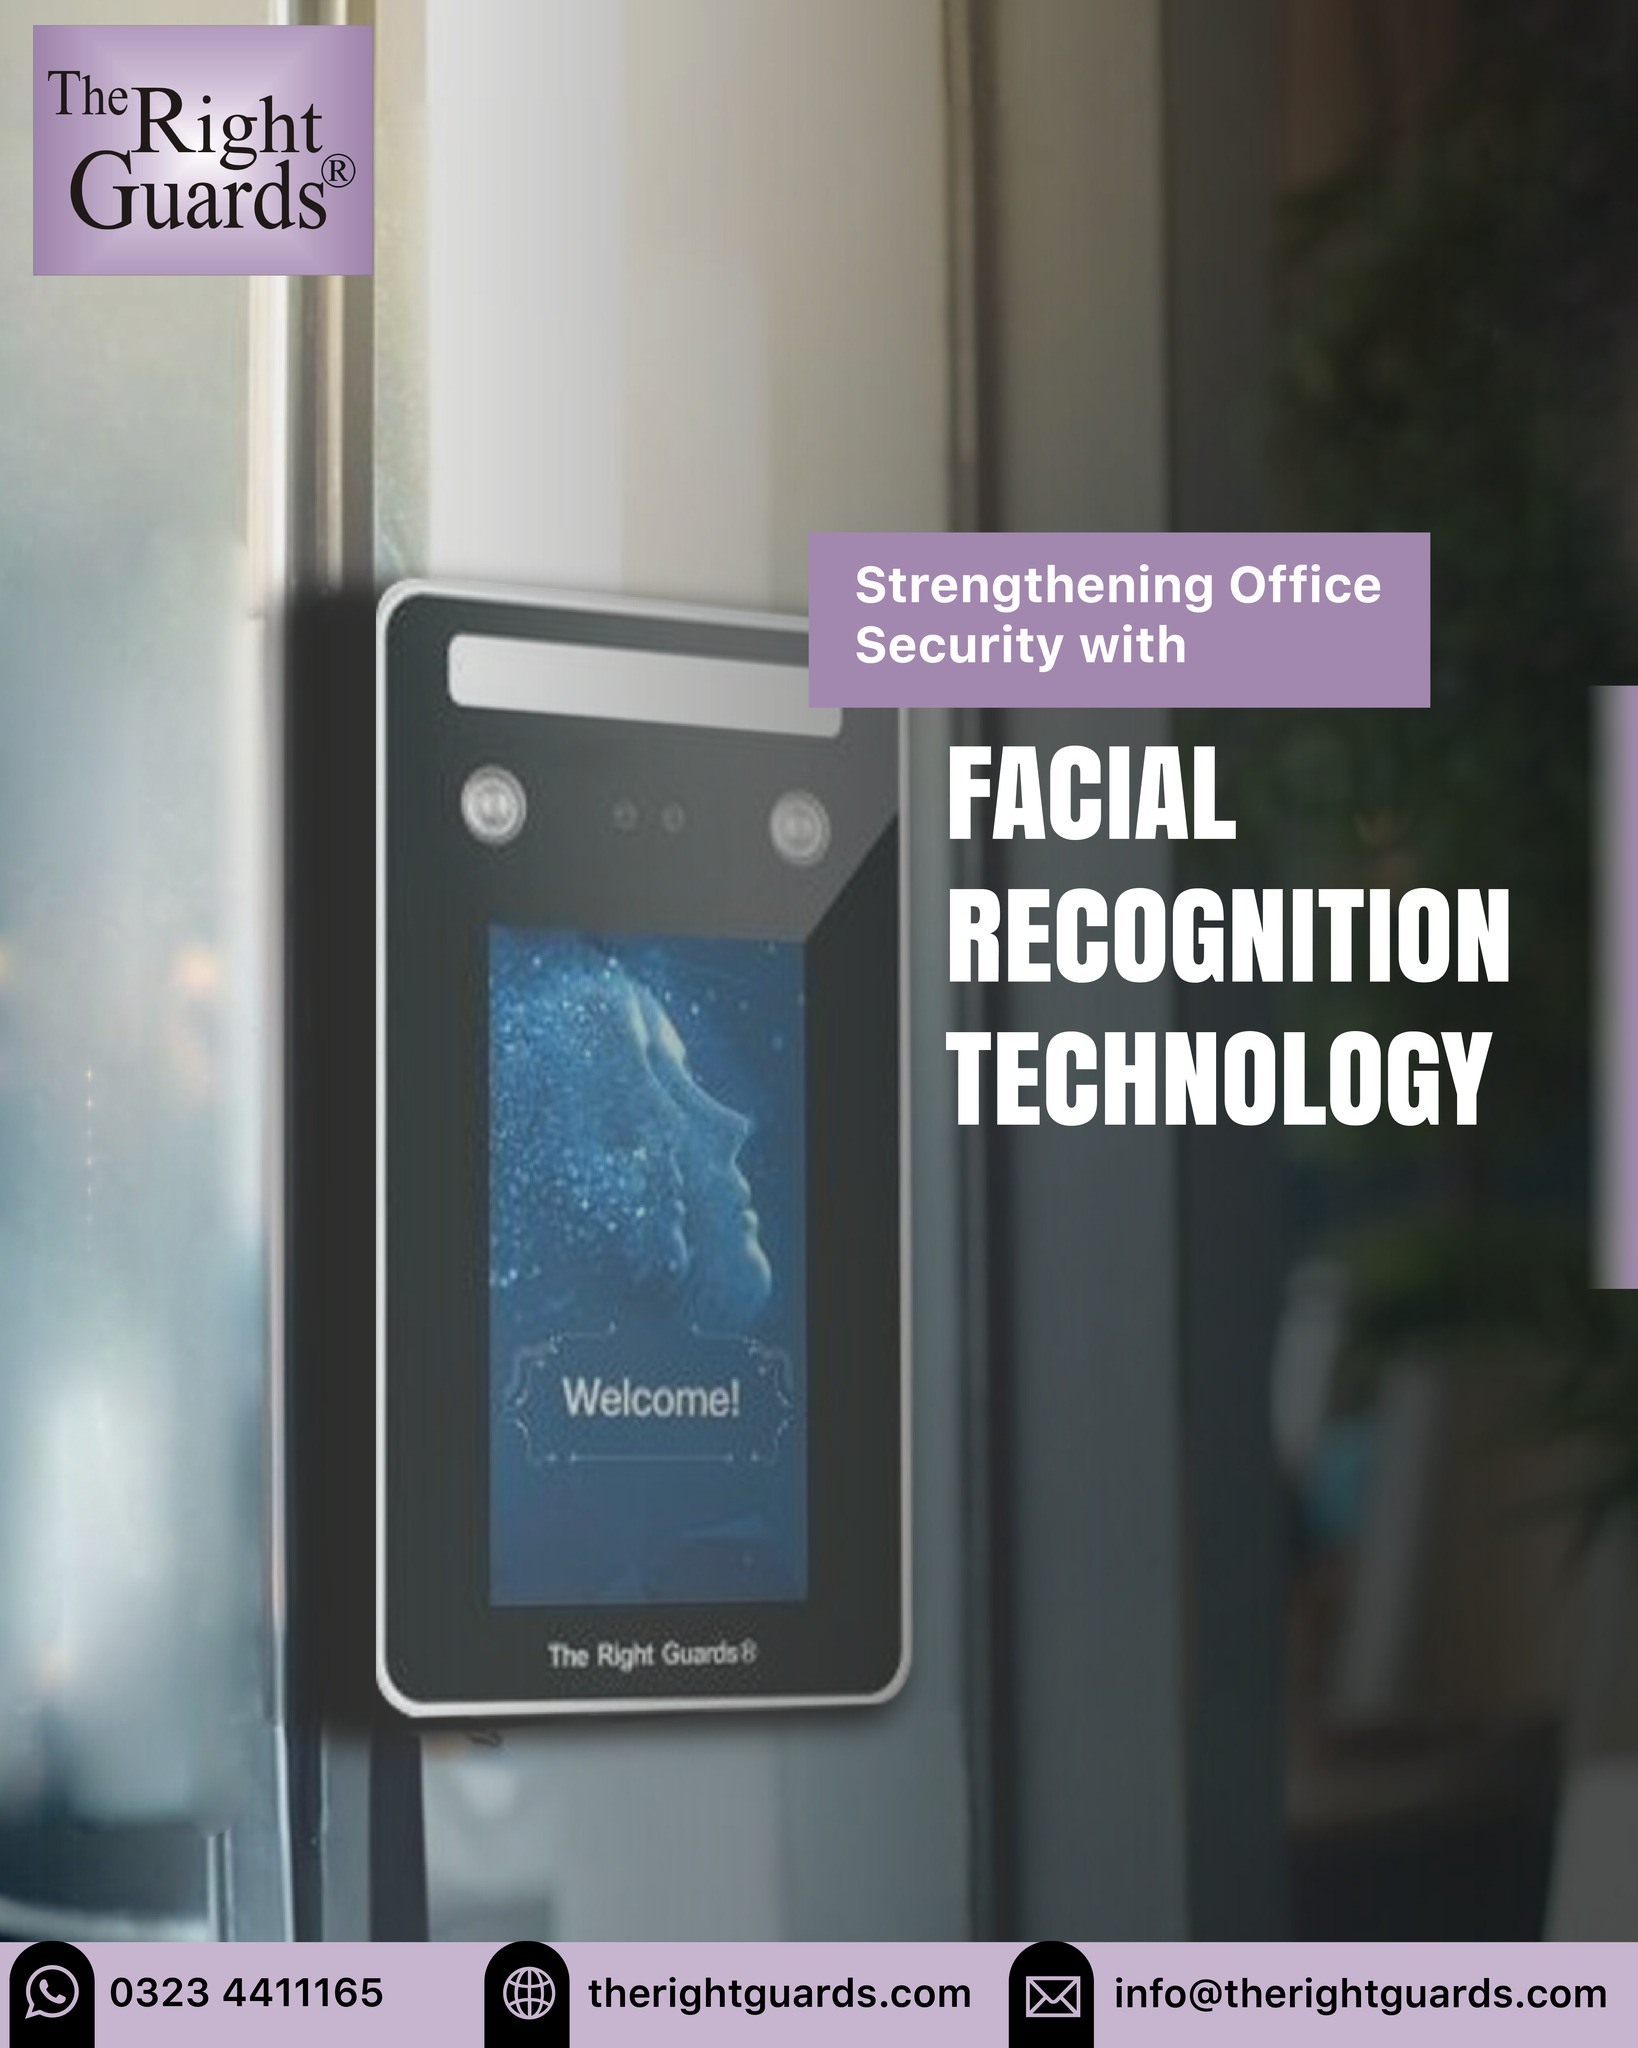 The Right
Guards®
Strengthening Office
Security with
FACIAL
RECOGNITION
TECHNOLOGY
Welcome!
The Right Guards®
0323 4411165
therightguards.com
info@therightguards.com